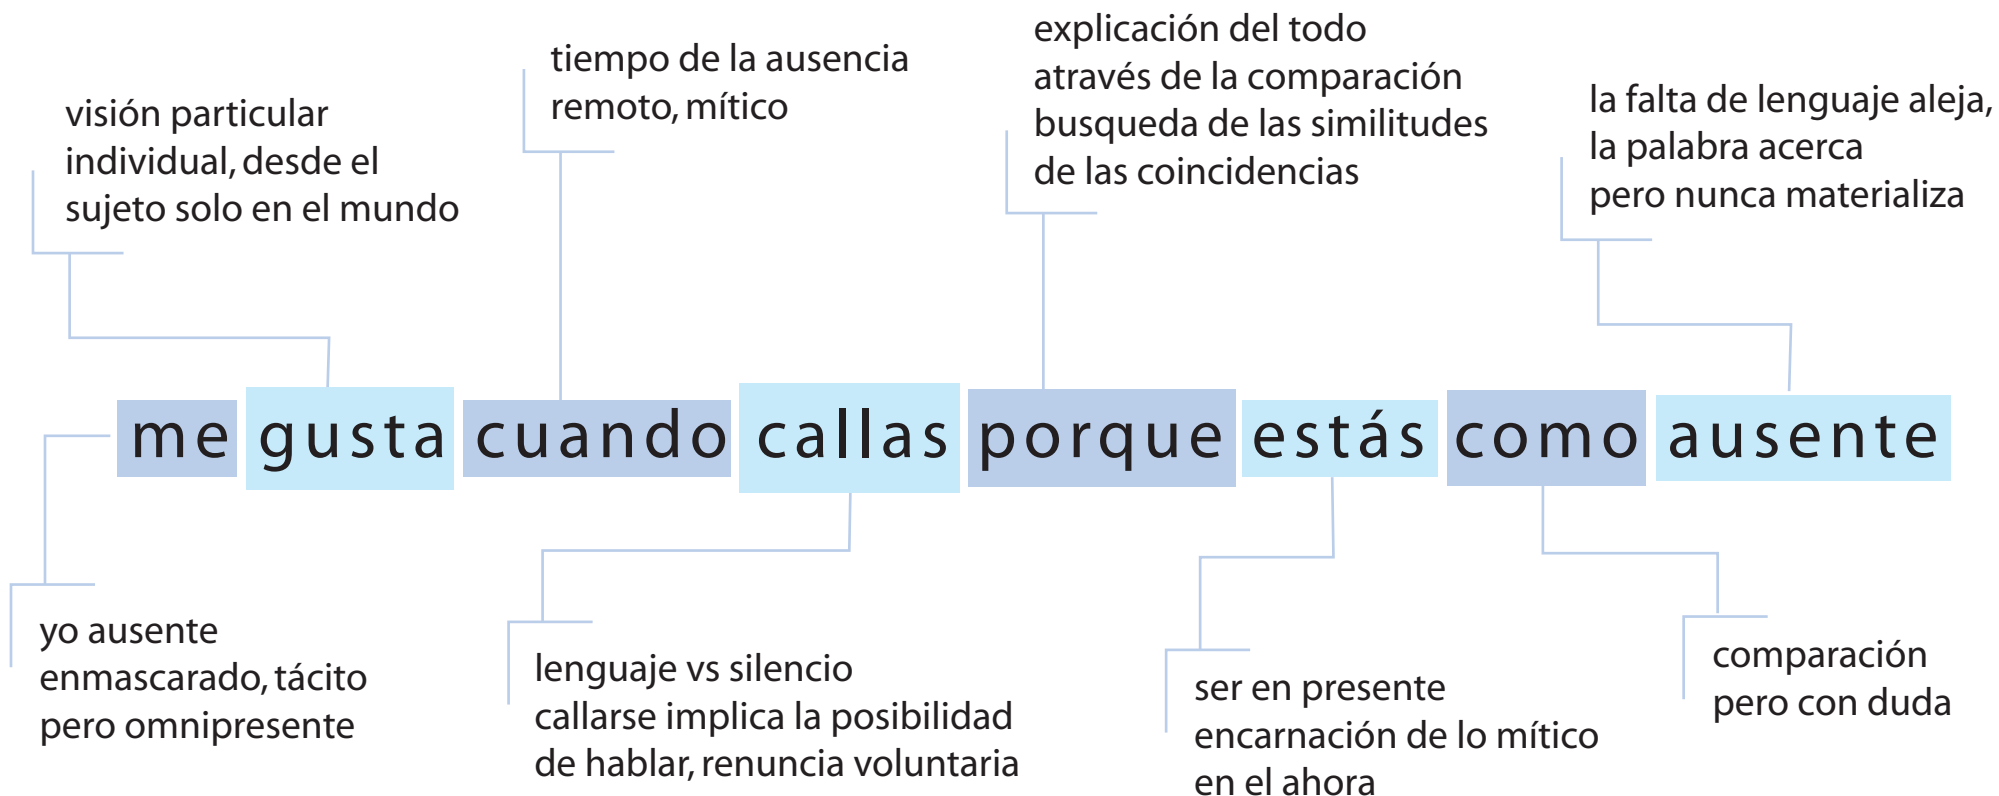 visión particular
individual, desde el
sujeto solo en el mundo
tiempo de la ausencia
remoto, mítico
explicación del todo
através de la comparación
busqueda de las similitudes
de las coincidencias
la falta de lenguaje aleja,
la palabra acerca
pero nunca materializa
me gusta cuando callas porque estás como ausente
yo ausente
enmascarado, tácito
pero omnipresente
lenguaje vs silencio
callarse implica la posibilidad
de hablar, renuncia voluntaria
ser en presente
encarnación de lo mítico
en el ahora
comparación
pero con duda